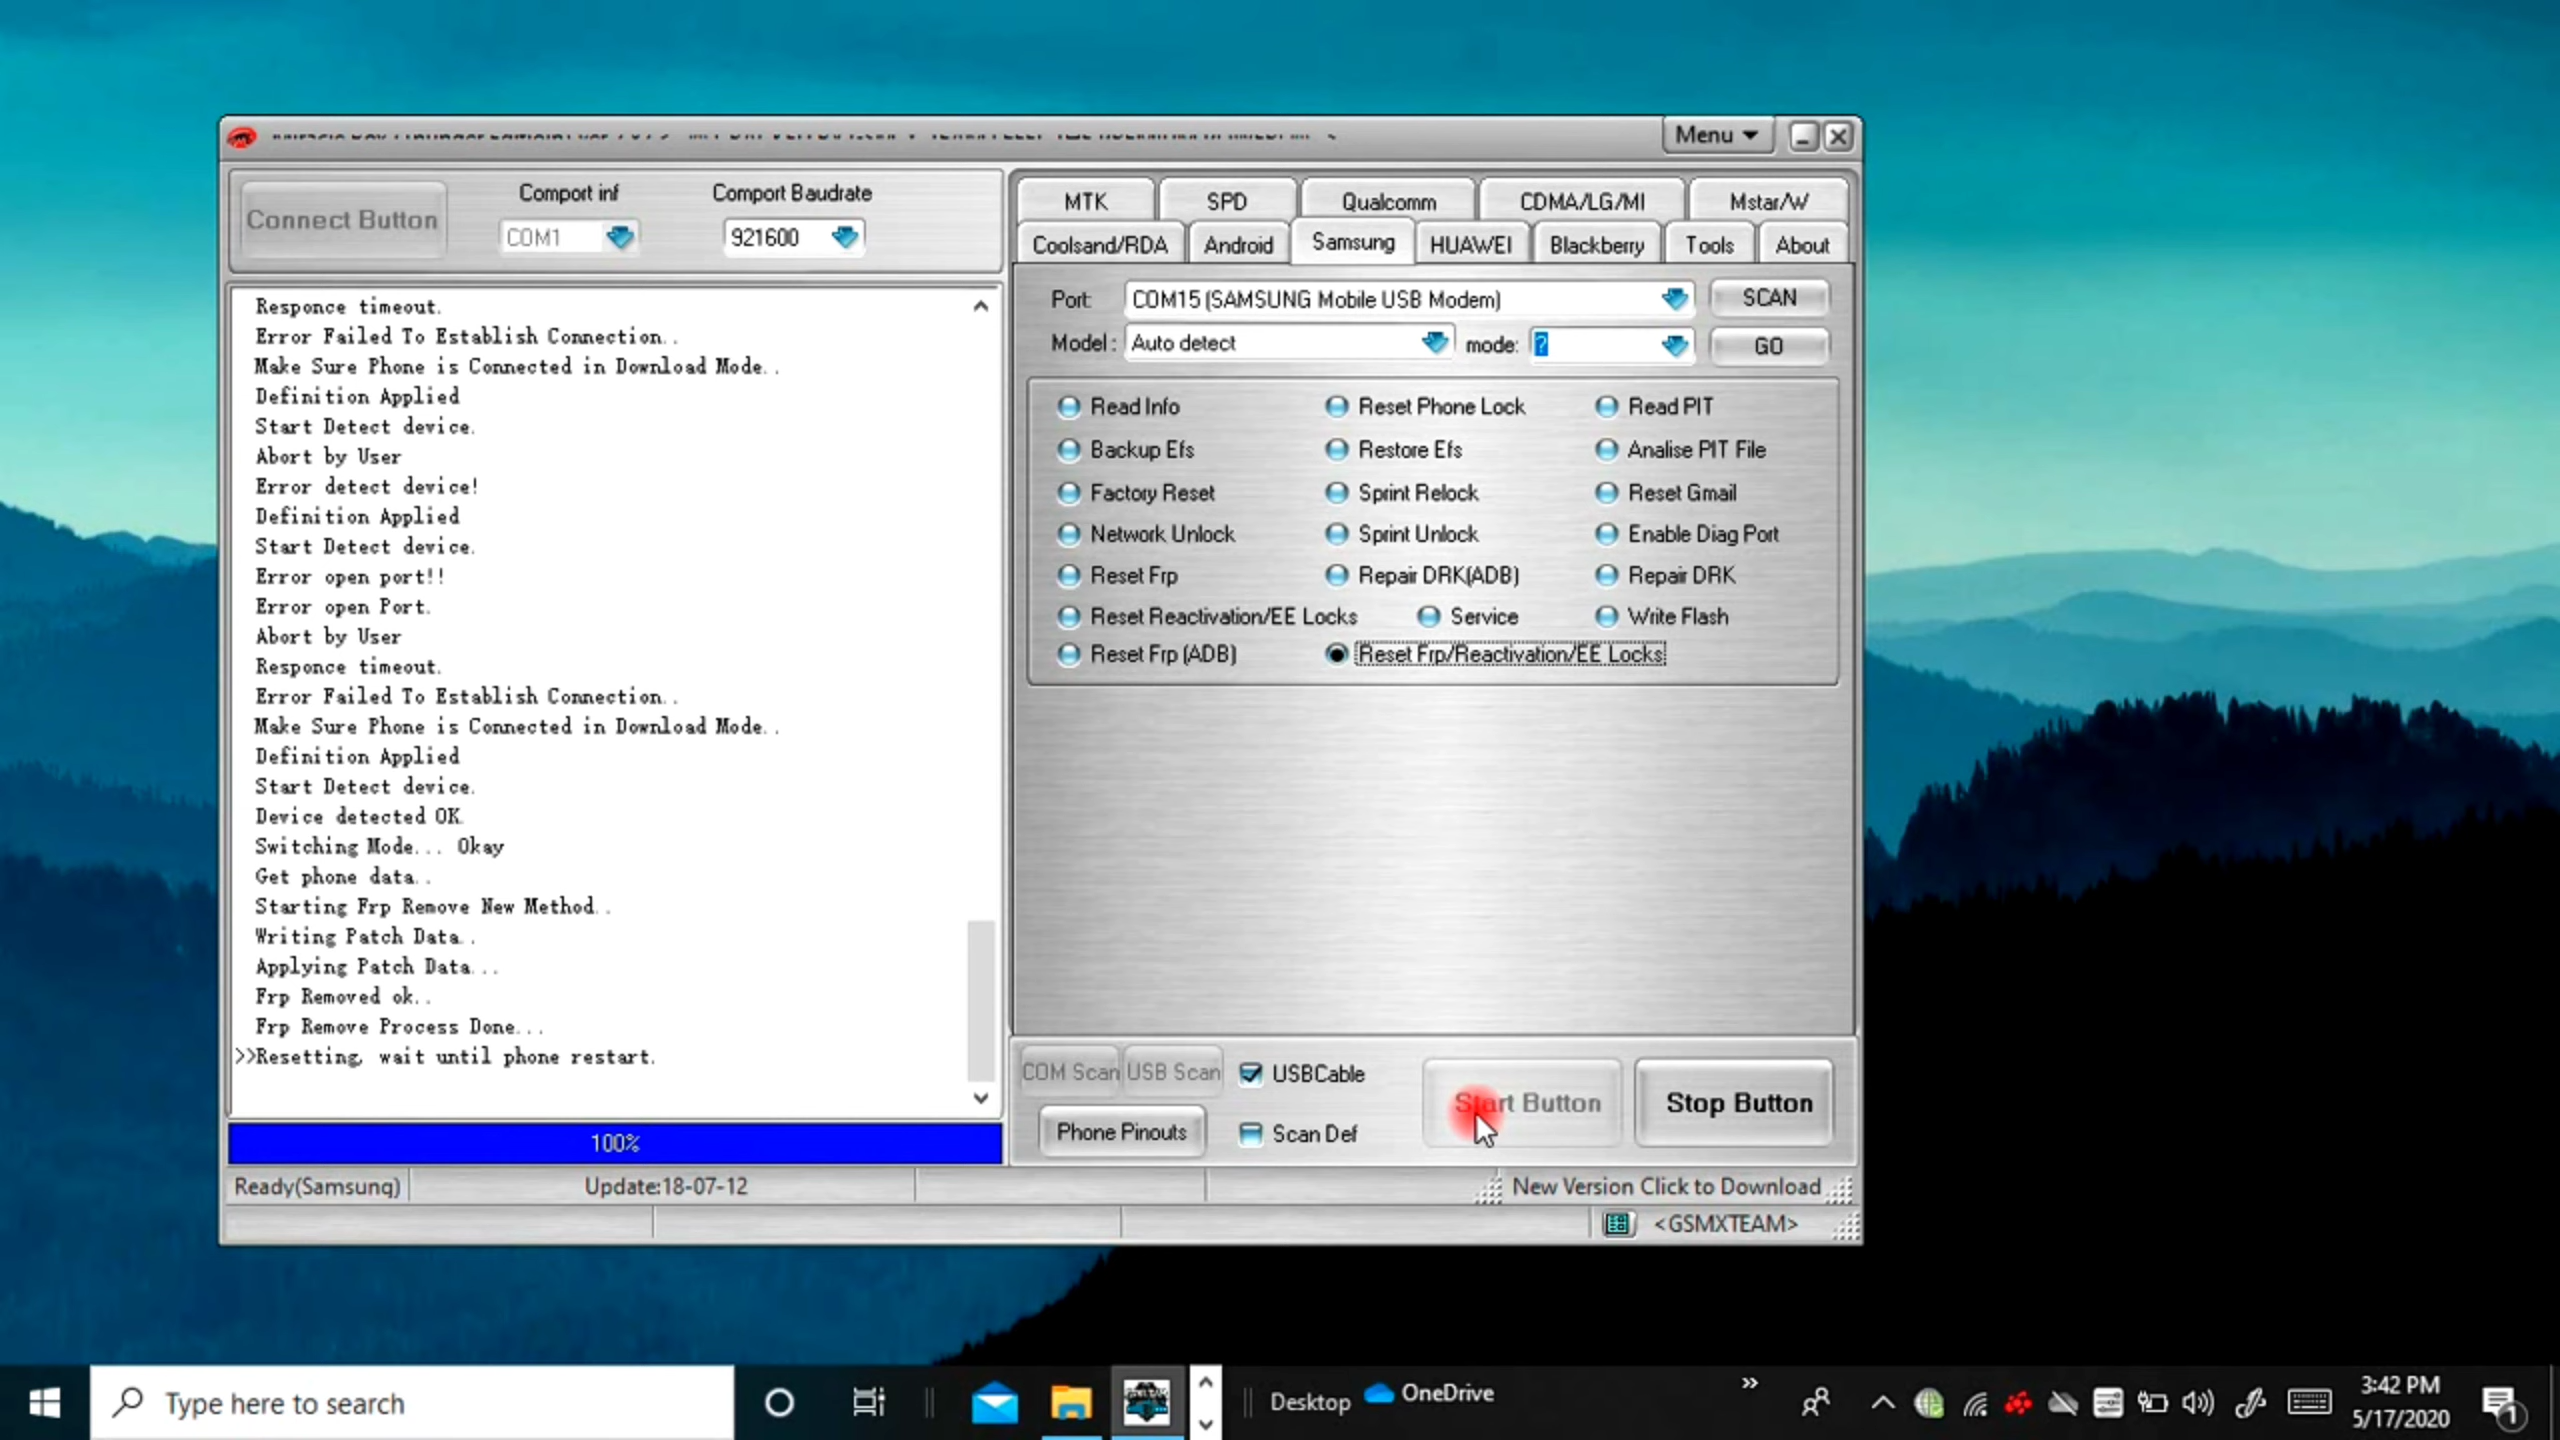 Menu
Connect Button
Comport inf
Comport Baudrate
COM1
921600
MTK
SPD
Qualcomm
CDMA/LG/MI
Mstar/W
Coolsand/RDA
Android
Samsung
HUAWEI
Blackberry
Tools
About
Port:
COM15 (SAMSUNG Mobile USB Modem)
SCAN
Model :
Auto detect
mode:
?
GO
Read Info
Reset Phone Lock
Read PIT
Backup Efs
Restore Efs
Analise PIT File
Factory Reset
Sprint Relock
Reset Gmail
Network Unlock
Sprint Unlock
Enable Diag Port
Reset Frp
Repair DRK(ADB)
Repair DRK
Reset Reactivation/EE Locks
Service
Write Flash
Reset Frp (ADB)
Reset Frp/Reactivation/EE Locks
Responce timeout.
Error Failed To Establish Connection..
Make Sure Phone is Connected in Download Mode..
Definition Applied
Start Detect device.
Abort by User
Error detect device!
Definition Applied
Start Detect device.
Error open port!!
Error open Port.
Abort by User
Responce timeout.
Error Failed To Establish Connection..
Make Sure Phone is Connected in Download Mode..
Definition Applied
Start Detect device.
Device detected OK.
Switching Mode... Okay
Get phone data..
Starting Frp Remove New Method..
Writing Patch Data..
Applying Patch Data...
Frp Removed ok..
Frp Remove Process Done...
>>Resetting, wait until phone restart.
100%
COM Scan
USB Scan
USBCable
Start Button
Stop Button
Phone Pinouts
Scan Def
Ready(Samsung)
Update:18-07-12
New Version Click to Download
<GSMXTEAM>
Type here to search
Desktop
OneDrive
3:42 PM
5/17/2020
1